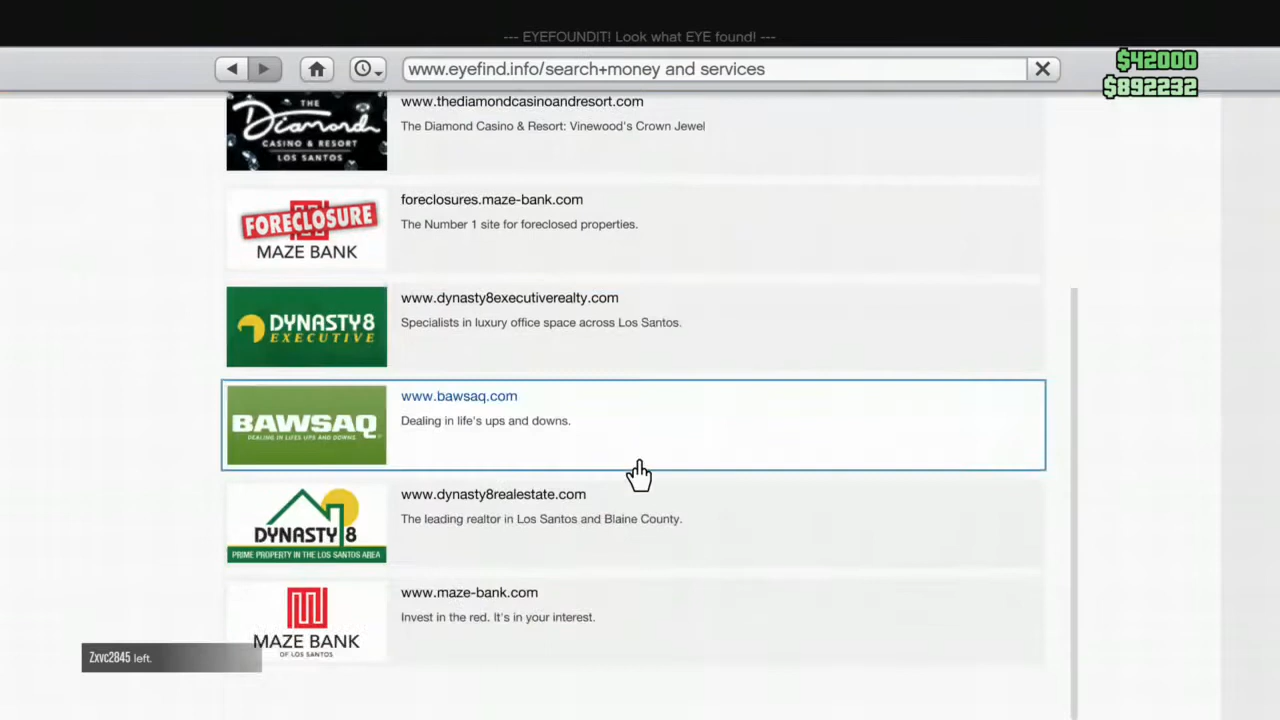 --- EYEFOUNDIT! Look what EYE found! ---
www.eyefind.info/search+money and services
$42000
$892232
THE
Diamond
CASINO & RESORT
LOS SANTOS
www.thediamondcasinoandresort.com
The Diamond Casino & Resort: Vinewood's Crown Jewel
FORECLOSURE
MAZE BANK
foreclosures.maze-bank.com
The Number 1 site for foreclosed properties.
DYNASTY8
EXECUTIVE
www.dynasty8executiverealty.com
Specialists in luxury office space across Los Santos.
BAWSAQ
DEALING IN LIFE'S UPS AND DOWNS.
www.bawsaq.com
Dealing in life's ups and downs.
DYNASTY 8
PRIME PROPERTY IN THE LOS SANTOS AREA
www.dynasty8realestate.com
The leading realtor in Los Santos and Blaine County.
MAZE BANK
OF LOS SANTOS
www.maze-bank.com
Invest in the red. It's in your interest.
Zxvc2845 left.